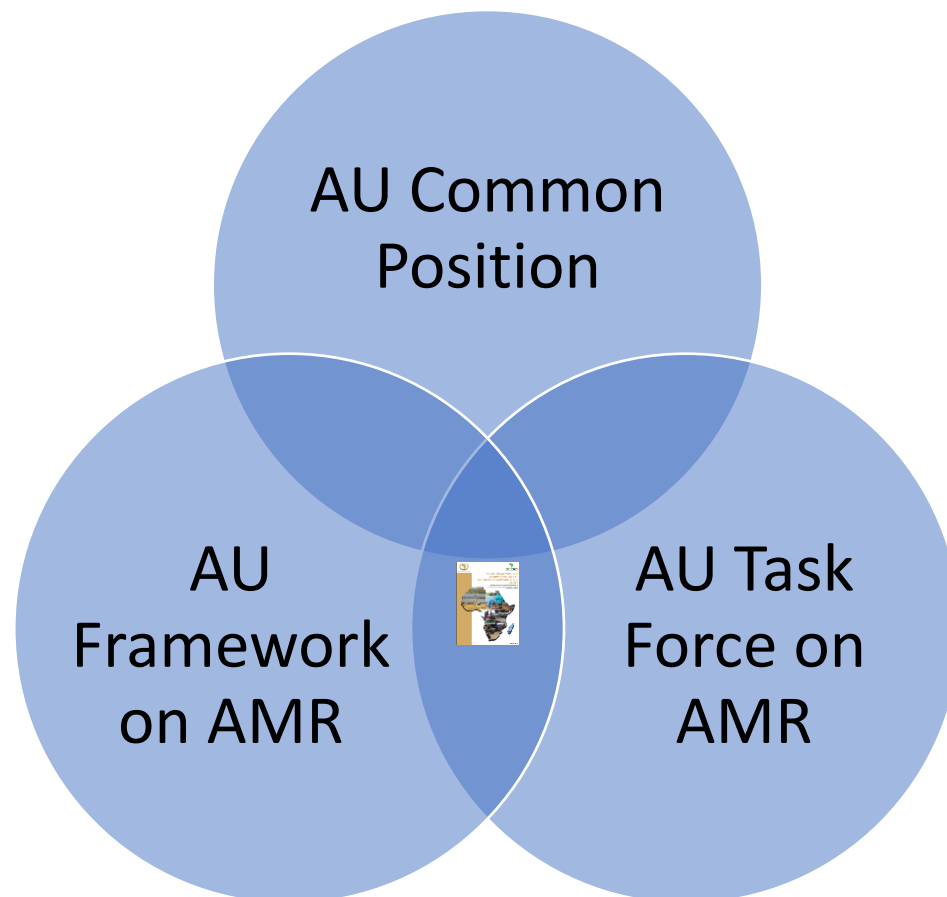 AU Common
Position
AU
Framework
on AMR
AU Task
Force on
AMR